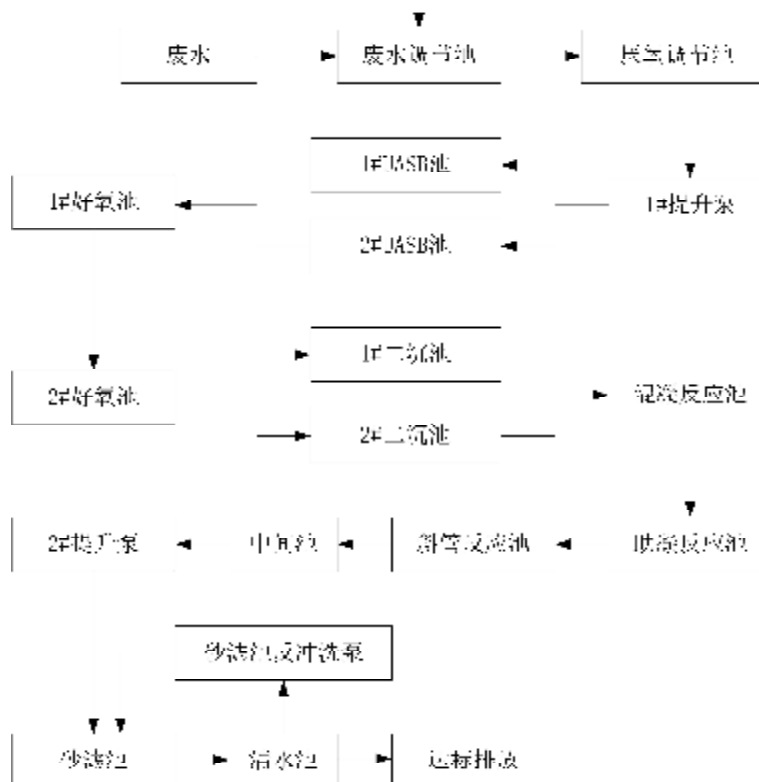 废水
废水调节池
厌氧调节池
1#UASB池
1#好氧池
1#提升泵
2#UASB池
1#二沉池
2#好氧池
混凝反应池
2#二沉池
2#提升泵
中间池
斜管反应池
助凝反应池
砂滤池反冲洗泵
砂滤池
清水池
达标排放